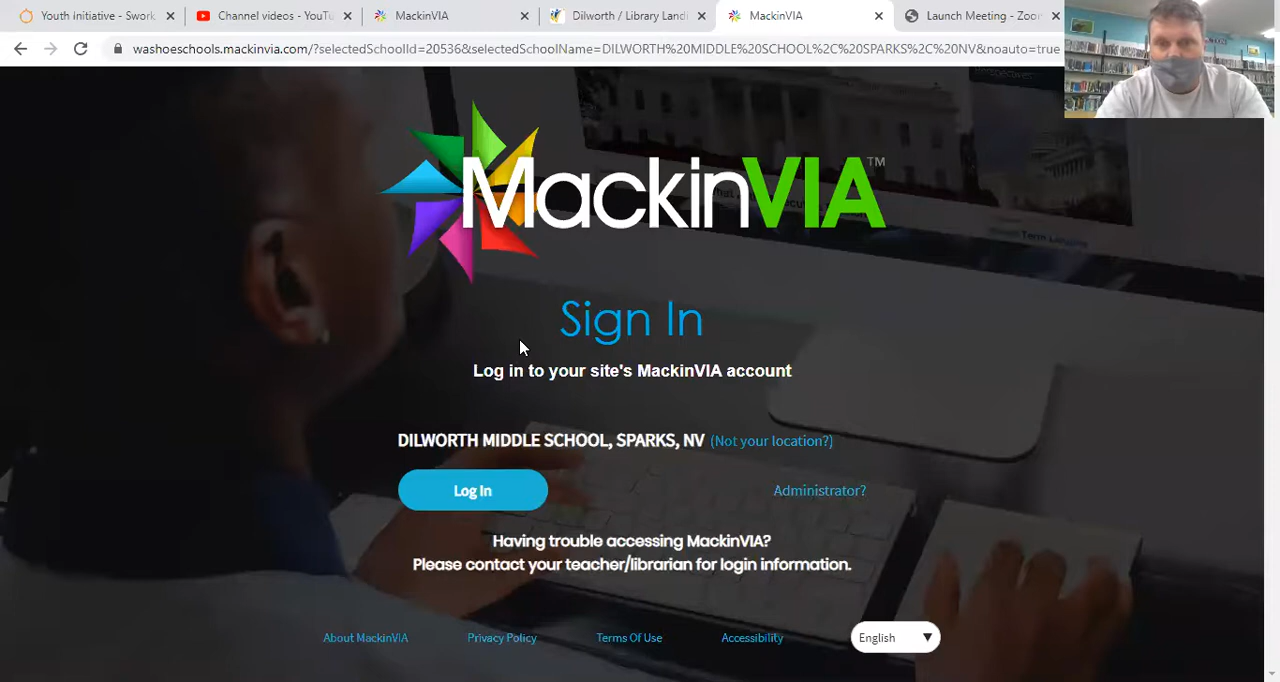 Youth Initiative - Swork
Channel videos - YouTu
MackinVIA
Dilworth / Library Landi
MackinVIA
Launch Meeting - Zoom
washoeschools.mackinvia.com/?selectedSchoolId=20536&selectedSchoolName=DILWORTH%20MIDDLE%20SCHOOL%2C%20SPARKS%2C%20NV&noauto=true
MackinVIA™
Sign In
Log in to your site's MackinVIA account
DILWORTH MIDDLE SCHOOL, SPARKS, NV (Not your location?)
Log In
Administrator?
Having trouble accessing MackinVIA?
Please contact your teacher/librarian for login information.
About MackinVIA
Privacy Policy
Terms Of Use
Accessibility
English